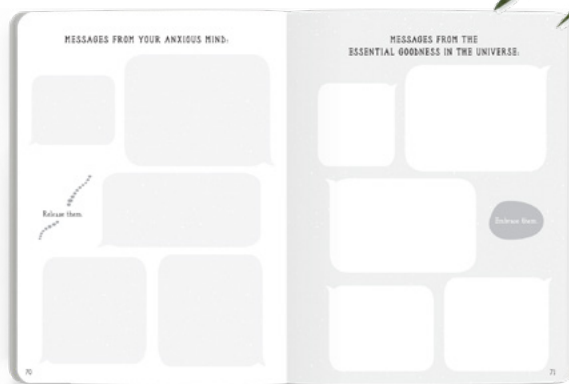 MESSAGES FROM YOUR ANXIOUS MIND:
Release them.
70
MESSAGES FROM THE
ESSENTIAL GOODNESS IN THE UNIVERSE:
Embrace them.
71